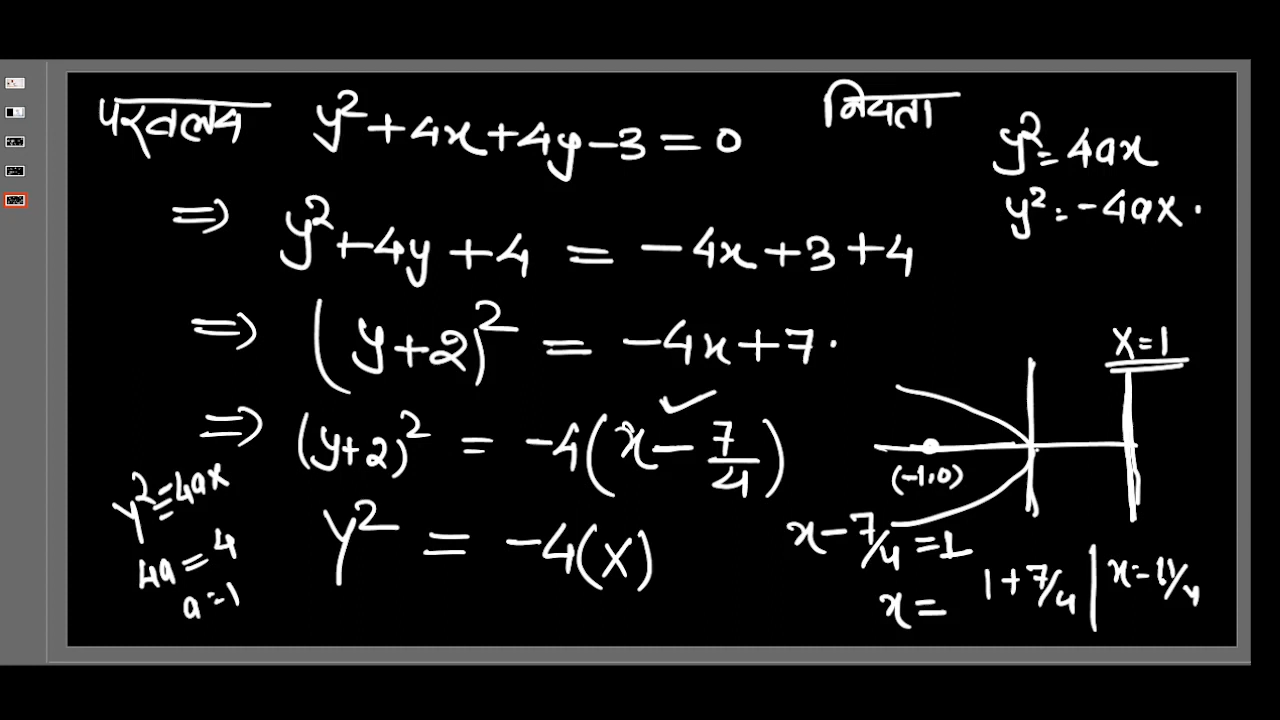 परवलय y² + 4x + 4y - 3 = 0 नियता
y² = 4ax
y² = -4ax.
⇒ y² + 4y + 4 = -4x + 3 + 4
⇒ (y+2)² = -4x + 7.
⇒ (y+2)² = -4(x - 7/4)
Y² = -4(X)
y² = 4ax
4a = 4
a = 1
X = 1
(-1,0)
x - 7/4 = 1
x = 1 + 7/4
x = 11/4